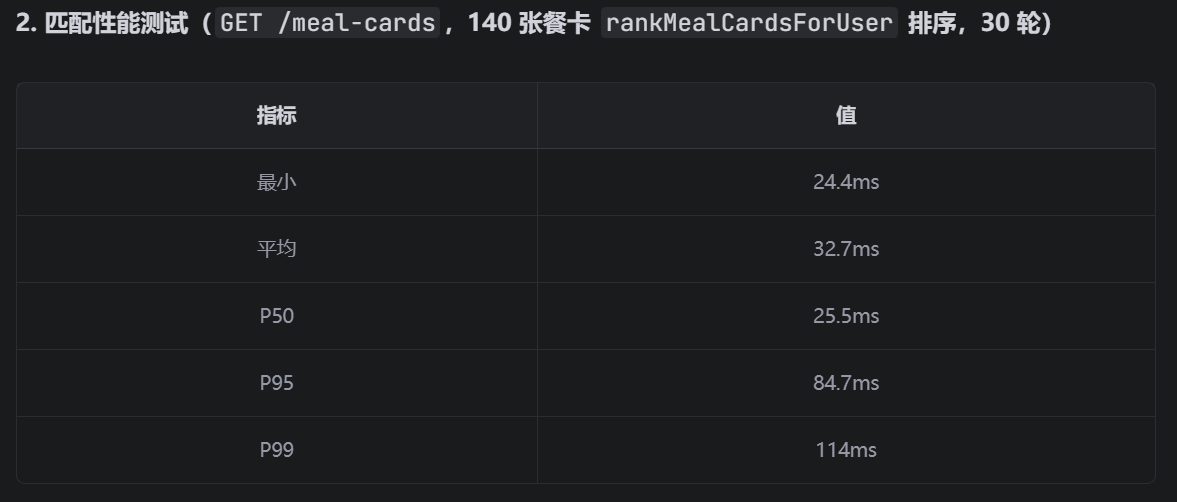 2. 匹配性能测试（GET /meal-cards，140 张餐卡 rankMealCardsForUser 排序，30 轮）
指标 值
最小 24.4ms
平均 32.7ms
P50 25.5ms
P95 84.7ms
P99 114ms